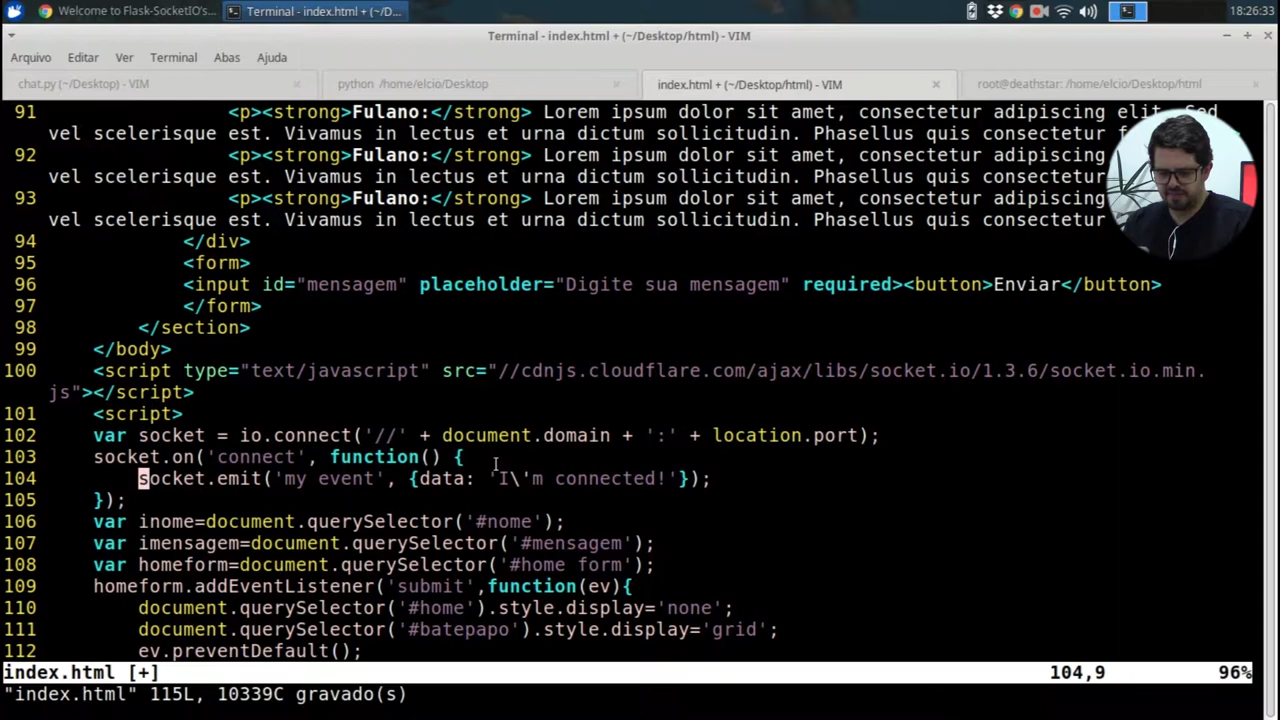 Welcome to Flask-SocketIO's...
Terminal - index.html + (~/D...
18:26:33
Terminal - index.html + (~/Desktop/html) - VIM
Arquivo Editar Ver Terminal Abas Ajuda
chat.py (~/Desktop) - VIM
python /home/elcio/Desktop
index.html + (~/Desktop/html) - VIM
root@deathstar: /home/elcio/Desktop/html
91 <p><strong>Fulano:</strong> Lorem ipsum dolor sit amet, consectetur adipiscing elit. Sed
vel scelerisque est. Vivamus in lectus et urna dictum sollicitudin. Phasellus quis consectetur
92 <p><strong>Fulano:</strong> Lorem ipsum dolor sit amet, consectetur adipiscing
vel scelerisque est. Vivamus in lectus et urna dictum sollicitudin. Phasellus quis consectetur
93 <p><strong>Fulano:</strong> Lorem ipsum dolor sit amet, consectetur adipiscing
vel scelerisque est. Vivamus in lectus et urna dictum sollicitudin. Phasellus quis consectetur
94 </div>
95 <form>
96 <input id="mensagem" placeholder="Digite sua mensagem" required><button>Enviar</button>
97 </form>
98 </section>
99 </body>
100 <script type="text/javascript" src="//cdnjs.cloudflare.com/ajax/libs/socket.io/1.3.6/socket.io.min.
js"></script>
101 <script>
102 var socket = io.connect('//' + document.domain + ':' + location.port);
103 socket.on('connect', function() {
104 socket.emit('my event', {data: 'I\'m connected!'});
105 });
106 var inome=document.querySelector('#nome');
107 var imensagem=document.querySelector('#mensagem');
108 var homeform=document.querySelector('#home form');
109 homeform.addEventListener('submit',function(ev){
110 document.querySelector('#home').style.display='none';
111 document.querySelector('#batepapo').style.display='grid';
112 ev.preventDefault();
index.html [+] 104,9 96%
"index.html" 115L, 10339C gravado(s)